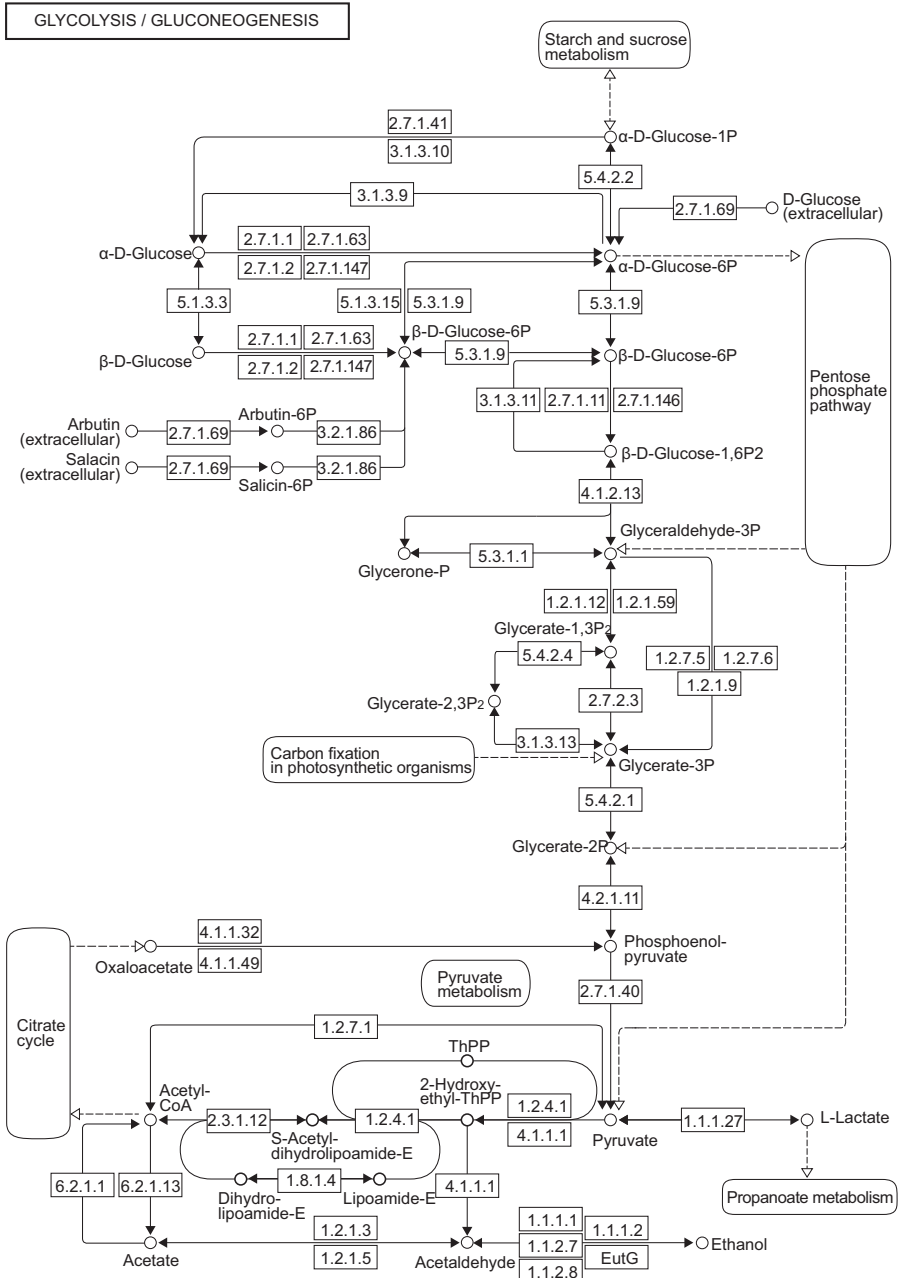 GLYCOLYSIS / GLUCONEOGENESIS
Starch and sucrose
metabolism
2.7.1.41
α-D-Glucose-1P
3.1.3.10
5.4.2.2
3.1.3.9
2.7.1.69
D-Glucose
(extracellular)
2.7.1.1
2.7.1.63
α-D-Glucose
2.7.1.2
2.7.1.147
α-D-Glucose-6P
5.1.3.3
5.1.3.15
5.3.1.9
5.3.1.9
2.7.1.1
2.7.1.63
β-D-Glucose-6P
β-D-Glucose
5.3.1.9
β-D-Glucose-6P
2.7.1.2
2.7.1.147
Pentose
phosphate
pathway
3.1.3.11
2.7.1.11
2.7.1.146
Arbutin-6P
Arbutin
(extracellular)
2.7.1.69
3.2.1.86
Salacin
(extracellular)
2.7.1.69
3.2.1.86
Salicin-6P
β-D-Glucose-1,6P2
4.1.2.13
Glyceraldehyde-3P
5.3.1.1
Glycerone-P
1.2.1.12
1.2.1.59
Glycerate-1,3P2
5.4.2.4
1.2.7.5
1.2.7.6
1.2.1.9
Glycerate-2,3P2
2.7.2.3
3.1.3.13
Carbon fixation
in photosynthetic organisms
Glycerate-3P
5.4.2.1
Glycerate-2P
4.2.1.11
4.1.1.32
Oxaloacetate
4.1.1.49
Phosphoenol-
pyruvate
Pyruvate
metabolism
2.7.1.40
Citrate
cycle
1.2.7.1
ThPP
Acetyl-
CoA
2-Hydroxy-
ethyl-ThPP
1.2.4.1
2.3.1.12
1.2.4.1
4.1.1.1
Pyruvate
1.1.1.27
L-Lactate
S-Acetyl-
dihydrolipoamide-E
6.2.1.1
6.2.1.13
1.8.1.4
4.1.1.1
Dihydro-
lipoamide-E
Lipoamide-E
Propanoate metabolism
1.2.1.3
1.1.1.1
1.1.1.2
Acetate
1.2.1.5
Acetaldehyde
1.1.2.7
EutG
Ethanol
1.1.2.8